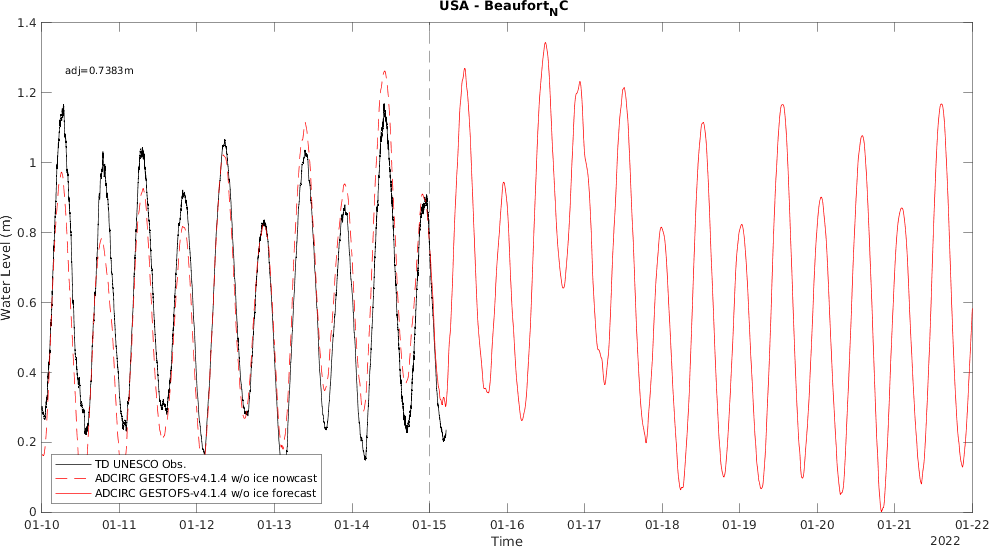 USA - Beaufort_NC
adj=0.7383m
1.4
1.2
1
0.8
0.6
0.4
0.2
0
Water Level (m)
TD UNESCO Obs.
ADCIRC GESTOFS-v4.1.4 w/o ice nowcast
ADCIRC GESTOFS-v4.1.4 w/o ice forecast
01-10 01-11 01-12 01-13 01-14 01-15 01-16 01-17 01-18 01-19 01-20 01-21 01-22
Time
2022